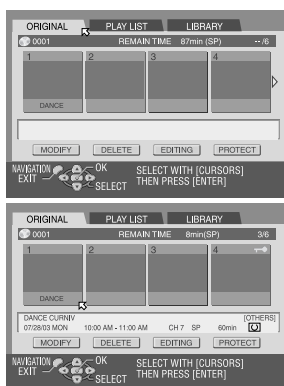 ORIGINAL PLAY LIST LIBRARY
0001 REMAIN TIME 87min (SP) --/6
1 2 3 4
DANCE
MODIFY DELETE EDITING PROTECT
NAVIGATION OK SELECT WITH [CURSORS]
EXIT SELECT THEN PRESS [ENTER]
ORIGINAL PLAY LIST LIBRARY
0001 REMAIN TIME 8min(SP) 3/6
1 2 3 4
DANCE
DANCE CURNIV [OTHERS]
07/28/03 MON 10:00 AM - 11:00 AM CH 7 SP 60min
MODIFY DELETE EDITING PROTECT
NAVIGATION OK SELECT WITH [CURSORS]
EXIT SELECT THEN PRESS [ENTER]